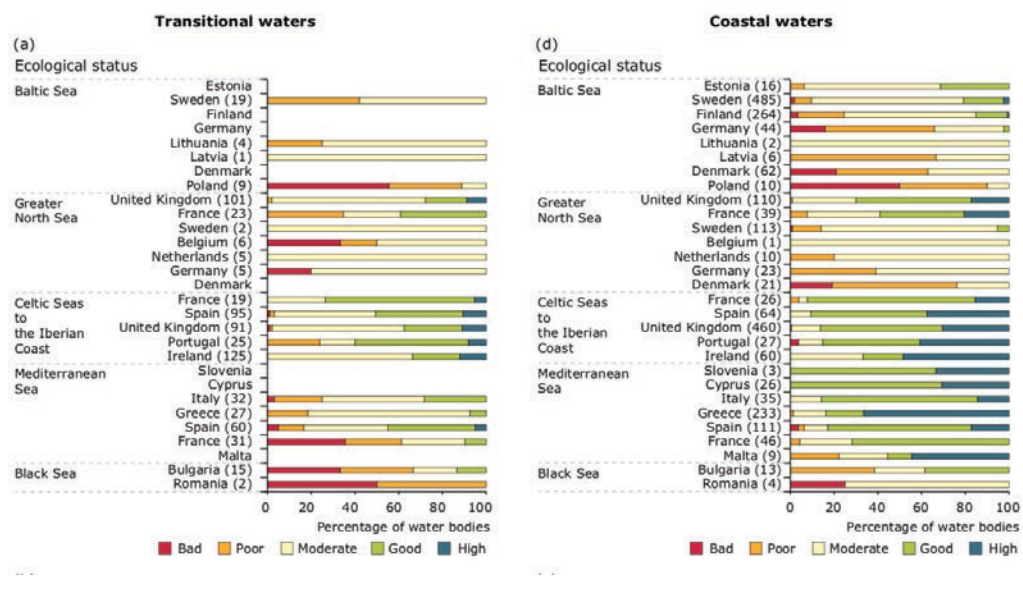 Transitional waters
(a)
Ecological status
Baltic Sea
Estonia
Sweden (19)
Finland
Germany
Lithuania (4)
Latvia (1)
Denmark
Poland (9)
Greater
North Sea
United Kingdom (101)
France (23)
Sweden (2)
Belgium (6)
Netherlands (5)
Germany (5)
Denmark
Celtic Seas
to
the Iberian
Coast
France (19)
Spain (95)
United Kingdom (91)
Portugal (25)
Ireland (125)
Mediterranean
Sea
Slovenia
Cyprus
Italy (32)
Greece (27)
Spain (60)
France (31)
Malta
Black Sea
Bulgaria (15)
Romania (2)
0 20 40 60 80 100
Percentage of water bodies
Bad Poor Moderate Good High
Coastal waters
(d)
Ecological status
Baltic Sea
Estonia (16)
Sweden (485)
Finland (264)
Germany (44)
Lithuania (2)
Latvia (6)
Denmark (62)
Poland (10)
Greater
North Sea
United Kingdom (110)
France (39)
Sweden (113)
Belgium (1)
Netherlands (10)
Germany (23)
Denmark (21)
Celtic Seas
to
the Iberian
Coast
France (26)
Spain (64)
United Kingdom (460)
Portugal (27)
Ireland (60)
Mediterranean
Sea
Slovenia (3)
Cyprus (26)
Italy (35)
Greece (233)
Spain (111)
France (46)
Malta (9)
Black Sea
Bulgaria (13)
Romania (4)
0 20 40 60 80 100
Percentage of water bodies
Bad Poor Moderate Good High